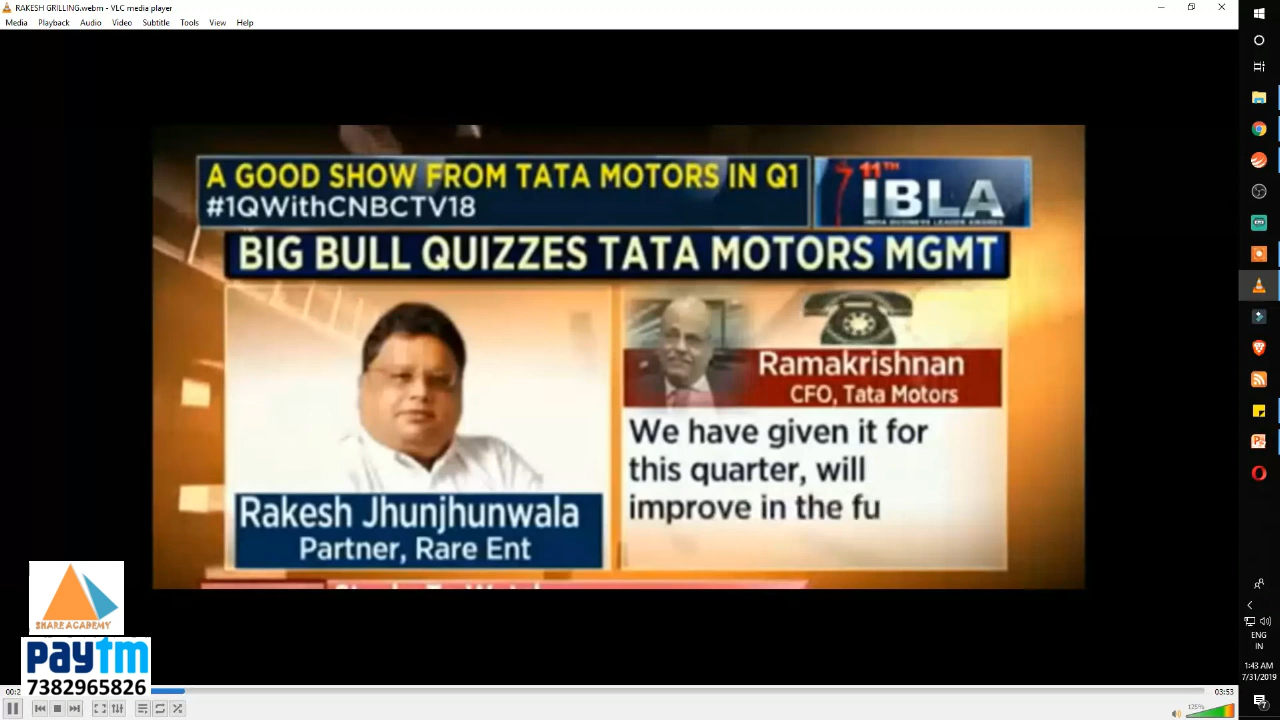 RAKESH GRILLING.webm - VLC media player
Media Playback Audio Video Subtitle Tools View Help
A GOOD SHOW FROM TATA MOTORS IN Q1
#1QWithCNBCTV18
11TH
IBLA
INDIA BUSINESS LEADER AWARDS
BIG BULL QUIZZES TATA MOTORS MGMT
Ramakrishnan
CFO, Tata Motors
We have given it for
this quarter, will
improve in the fu
Rakesh Jhunjhunwala
Partner, Rare Ent
SHARE ACADEMY
paytm
7382965826
00:2
03:53
125%
ENG
IN
1:43 AM
7/31/2019